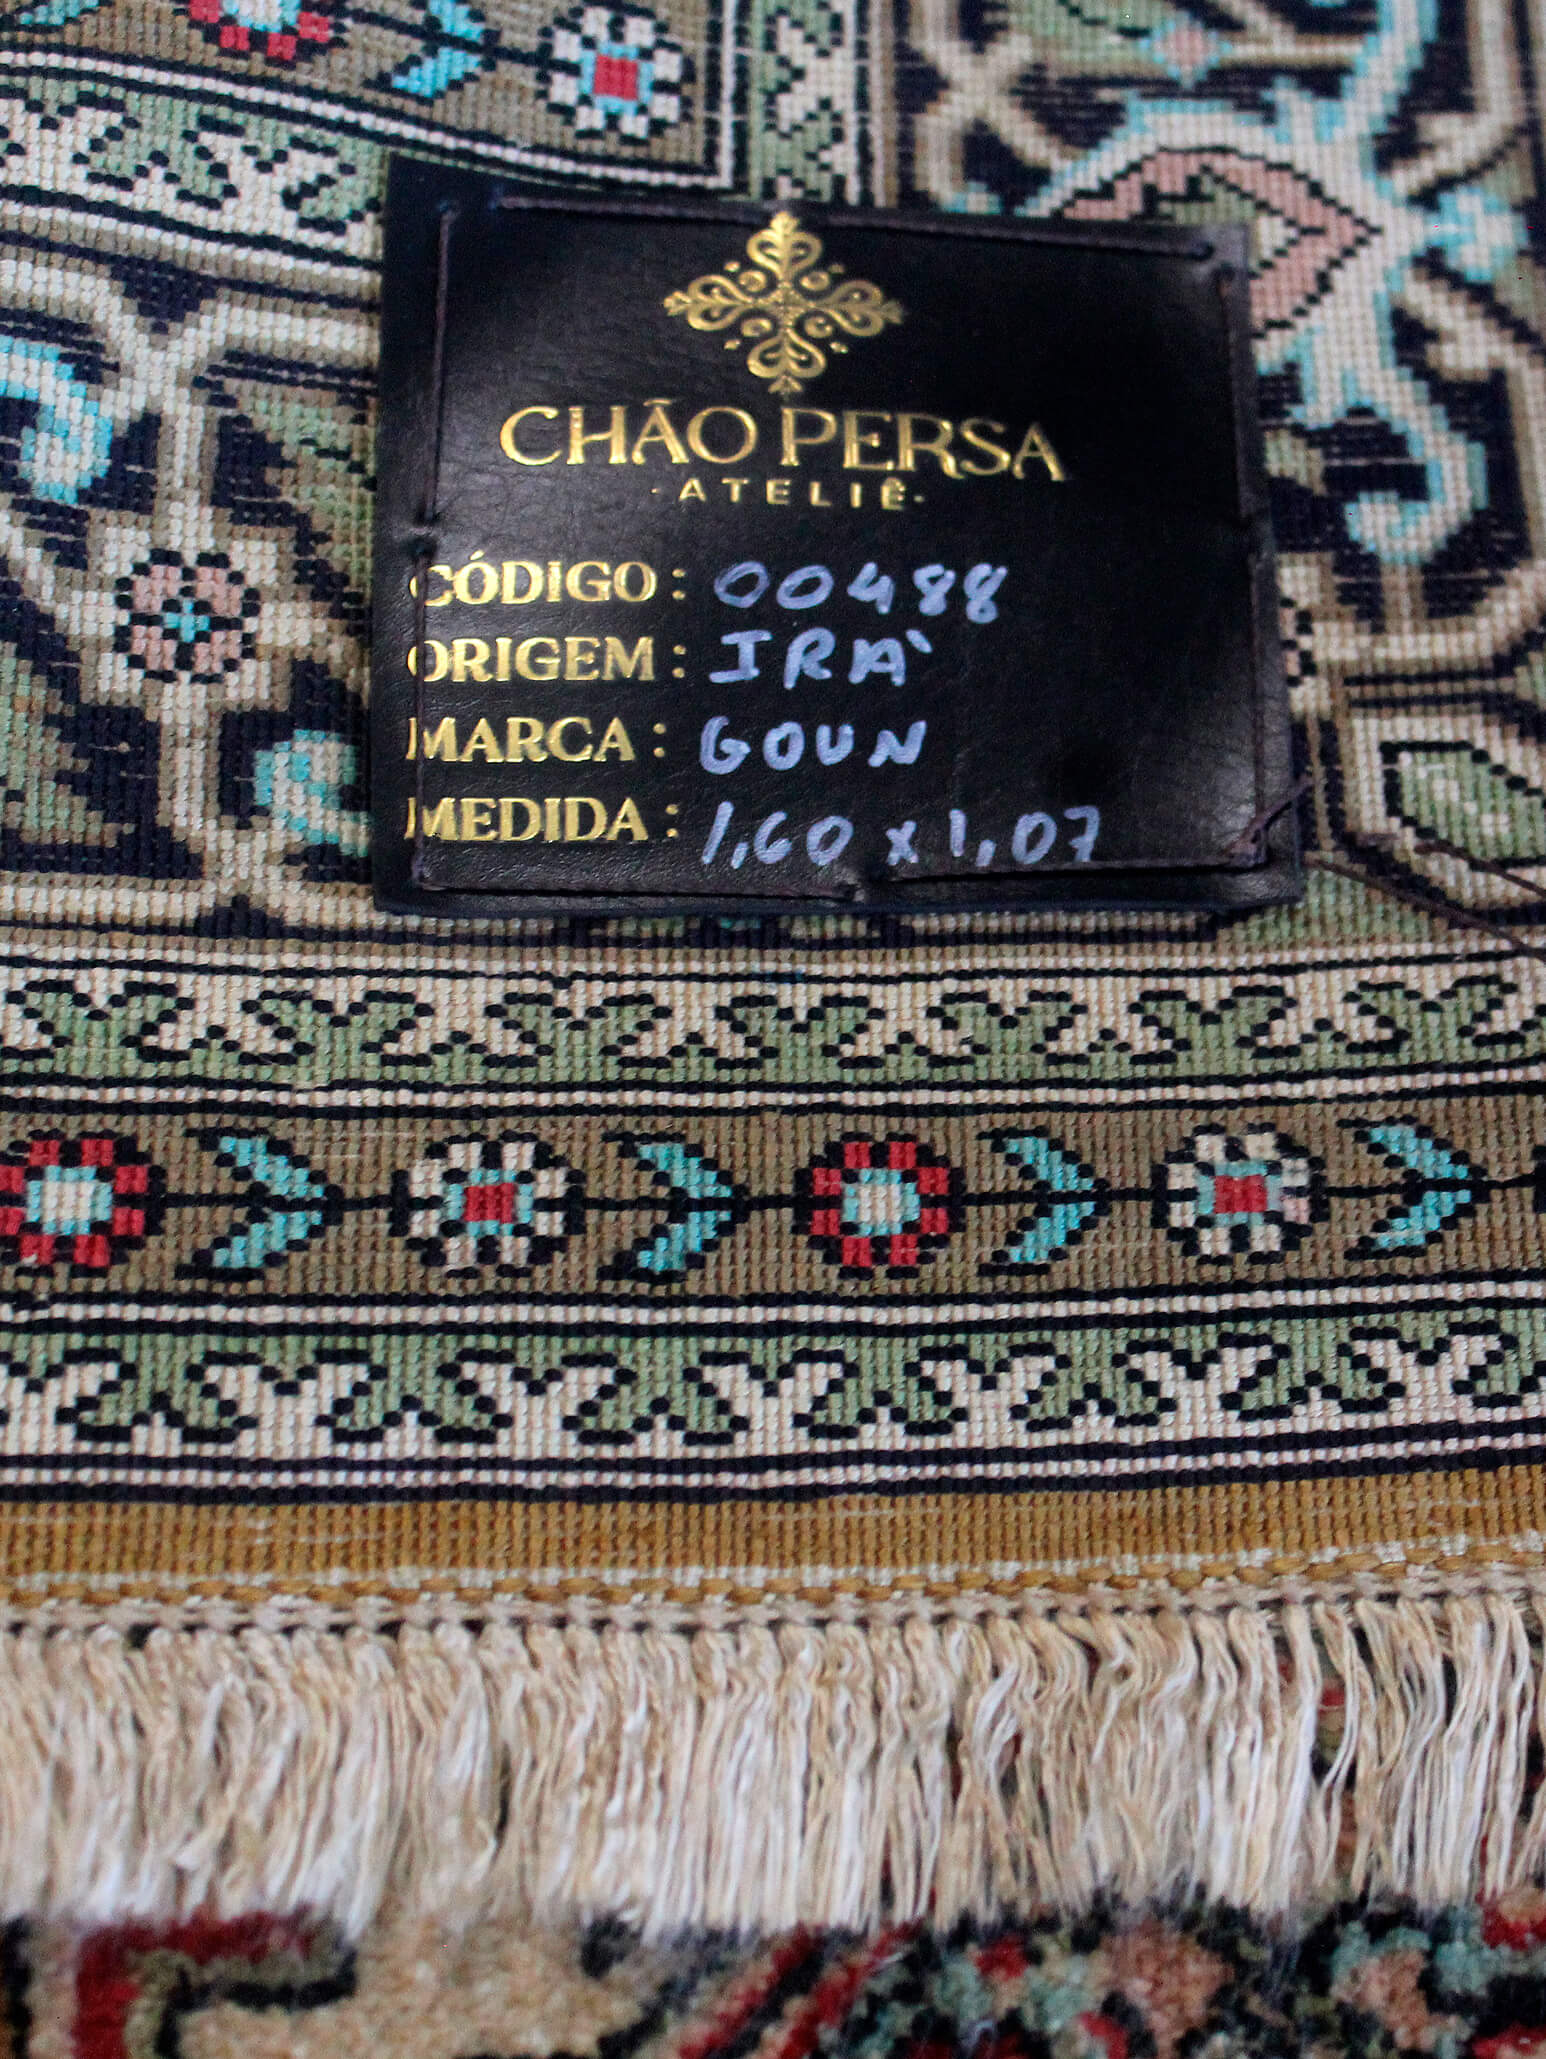 CHÃO PERSA
· ATELIÊ ·
CÓDIGO: 00488
ORIGEM: IRÃ
MARCA: GOUN
MEDIDA: 1,60 x 1,07